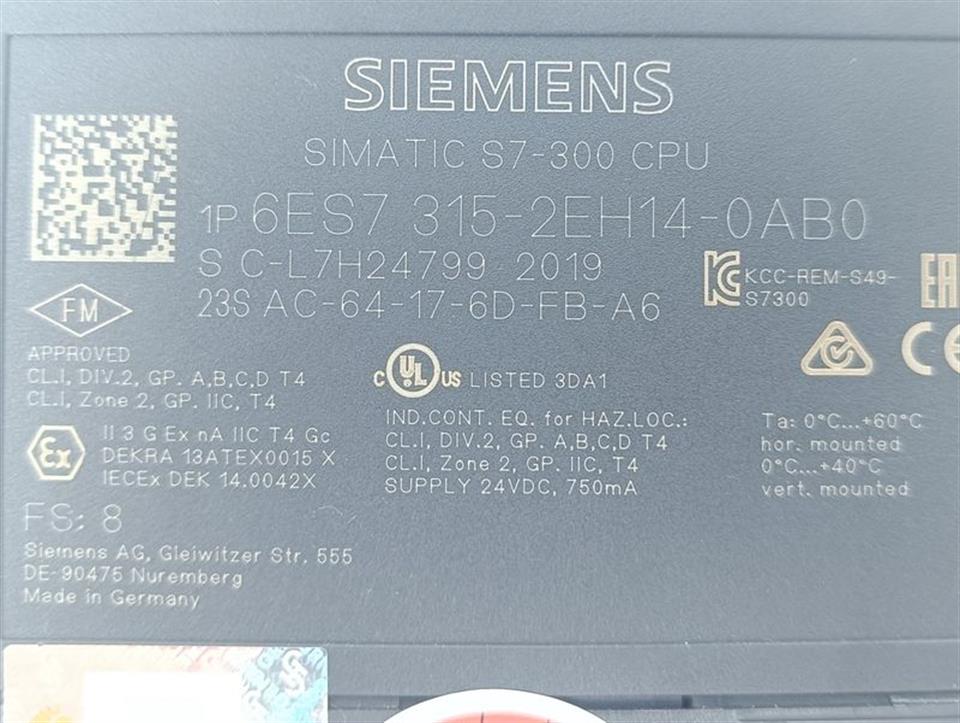 SIEMENS
SIMATIC S7-300 CPU
1P 6ES7 315-2EH14-0AB0
S C-L7H24799 2019
23S AC-64-17-6D-FB-A6
KCC-REM-S49-
S7300
EAC
FM
APPROVED
CL.I, DIV.2, GP. A,B,C,D T4
CL.I, Zone 2, GP. IIC, T4
C UL US LISTED 3DA1
CE
Ex
II 3 G Ex nA IIC T4 Gc
DEKRA 13ATEX0015 X
IECEx DEK 14.0042X
IND.CONT. EQ. for HAZ.LOC.:
CL.I, DIV.2, GP. A,B,C,D T4
CL.I, Zone 2, GP. IIC, T4
SUPPLY 24VDC, 750mA
Ta: 0°C...+60°C
hor. mounted
0°C...+40°C
vert. mounted
FS: 8
Siemens AG, Gleiwitzer Str. 555
DE-90475 Nuremberg
Made in Germany